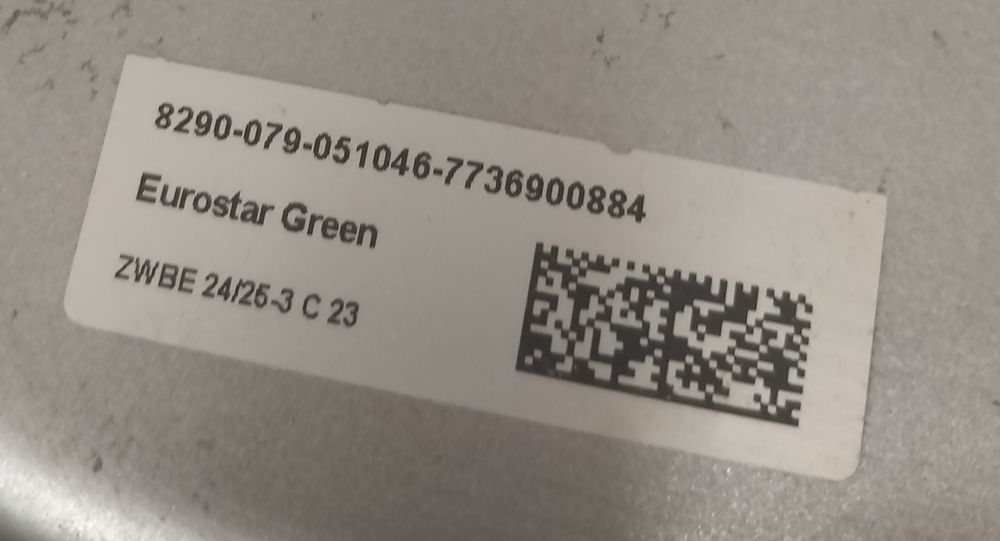 8290-079-051046-7736900884
Eurostar Green
ZWBE 24/25-3 C 23